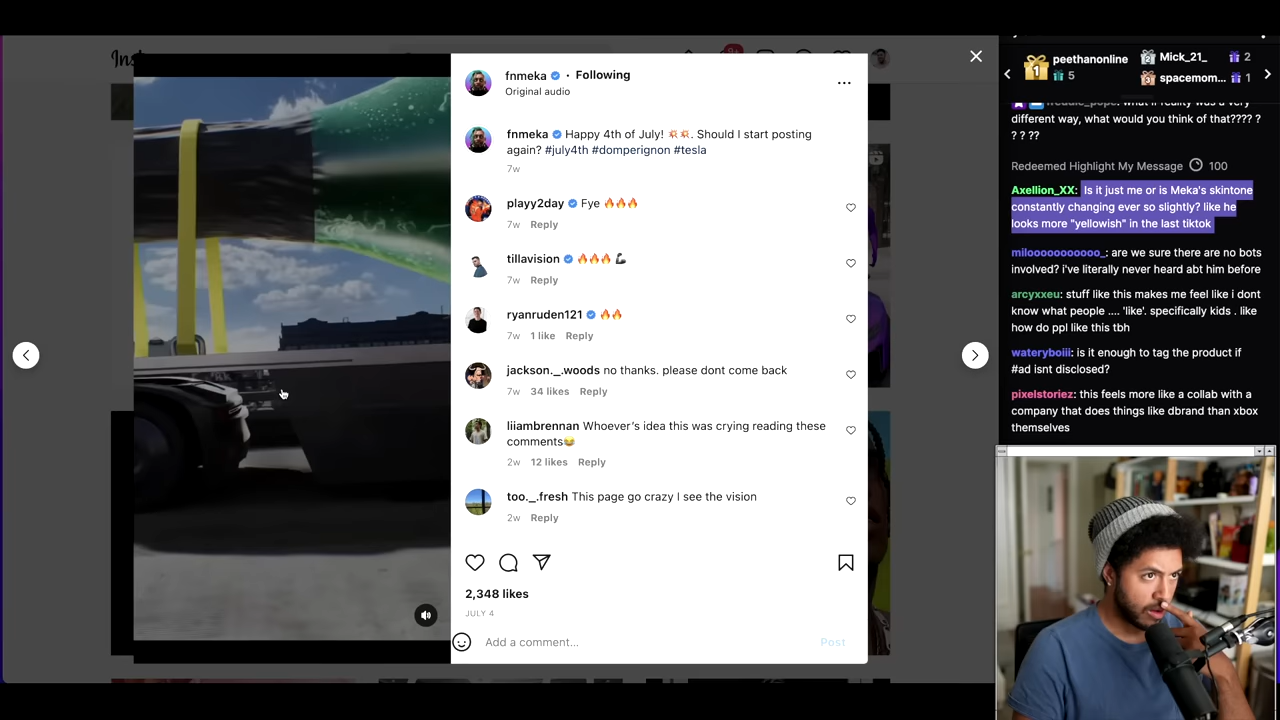 Ins
9+
fnmeka • Following
Original audio
fnmeka Happy 4th of July! 💥💥. Should I start posting
again? #july4th #domperignon #tesla
7w
playy2day Fye 🔥🔥🔥
7w Reply
tillavision 🔥🔥🔥 💪🏿
7w Reply
ryanruden121 🔥🔥
7w 1 like Reply
jackson._.woods no thanks. please dont come back
7w 34 likes Reply
liiambrennan Whoever's idea this was crying reading these
comments😂
2w 12 likes Reply
too._.fresh This page go crazy I see the vision
2w Reply
2,348 likes
JULY 4
Add a comment...
Post
1 peethanonline
5
2 Mick_21_ 2
3 spacemom... 1
what if reality was a very
different way, what would you think of that???? ?
? ? ??
Redeemed Highlight My Message 100
Axellion_XX: Is it just me or is Meka's skintone
constantly changing ever so slightly? like he
looks more "yellowish" in the last tiktok
milooooooooooo_: are we sure there are no bots
involved? i've literally never heard abt him before
arcyxxeu: stuff like this makes me feel like i dont
know what people .... 'like'. specifically kids . like
how do ppl like this tbh
wateryboiii: is it enough to tag the product if
#ad isnt disclosed?
pixelstoriez: this feels more like a collab with a
company that does things like dbrand than xbox
themselves